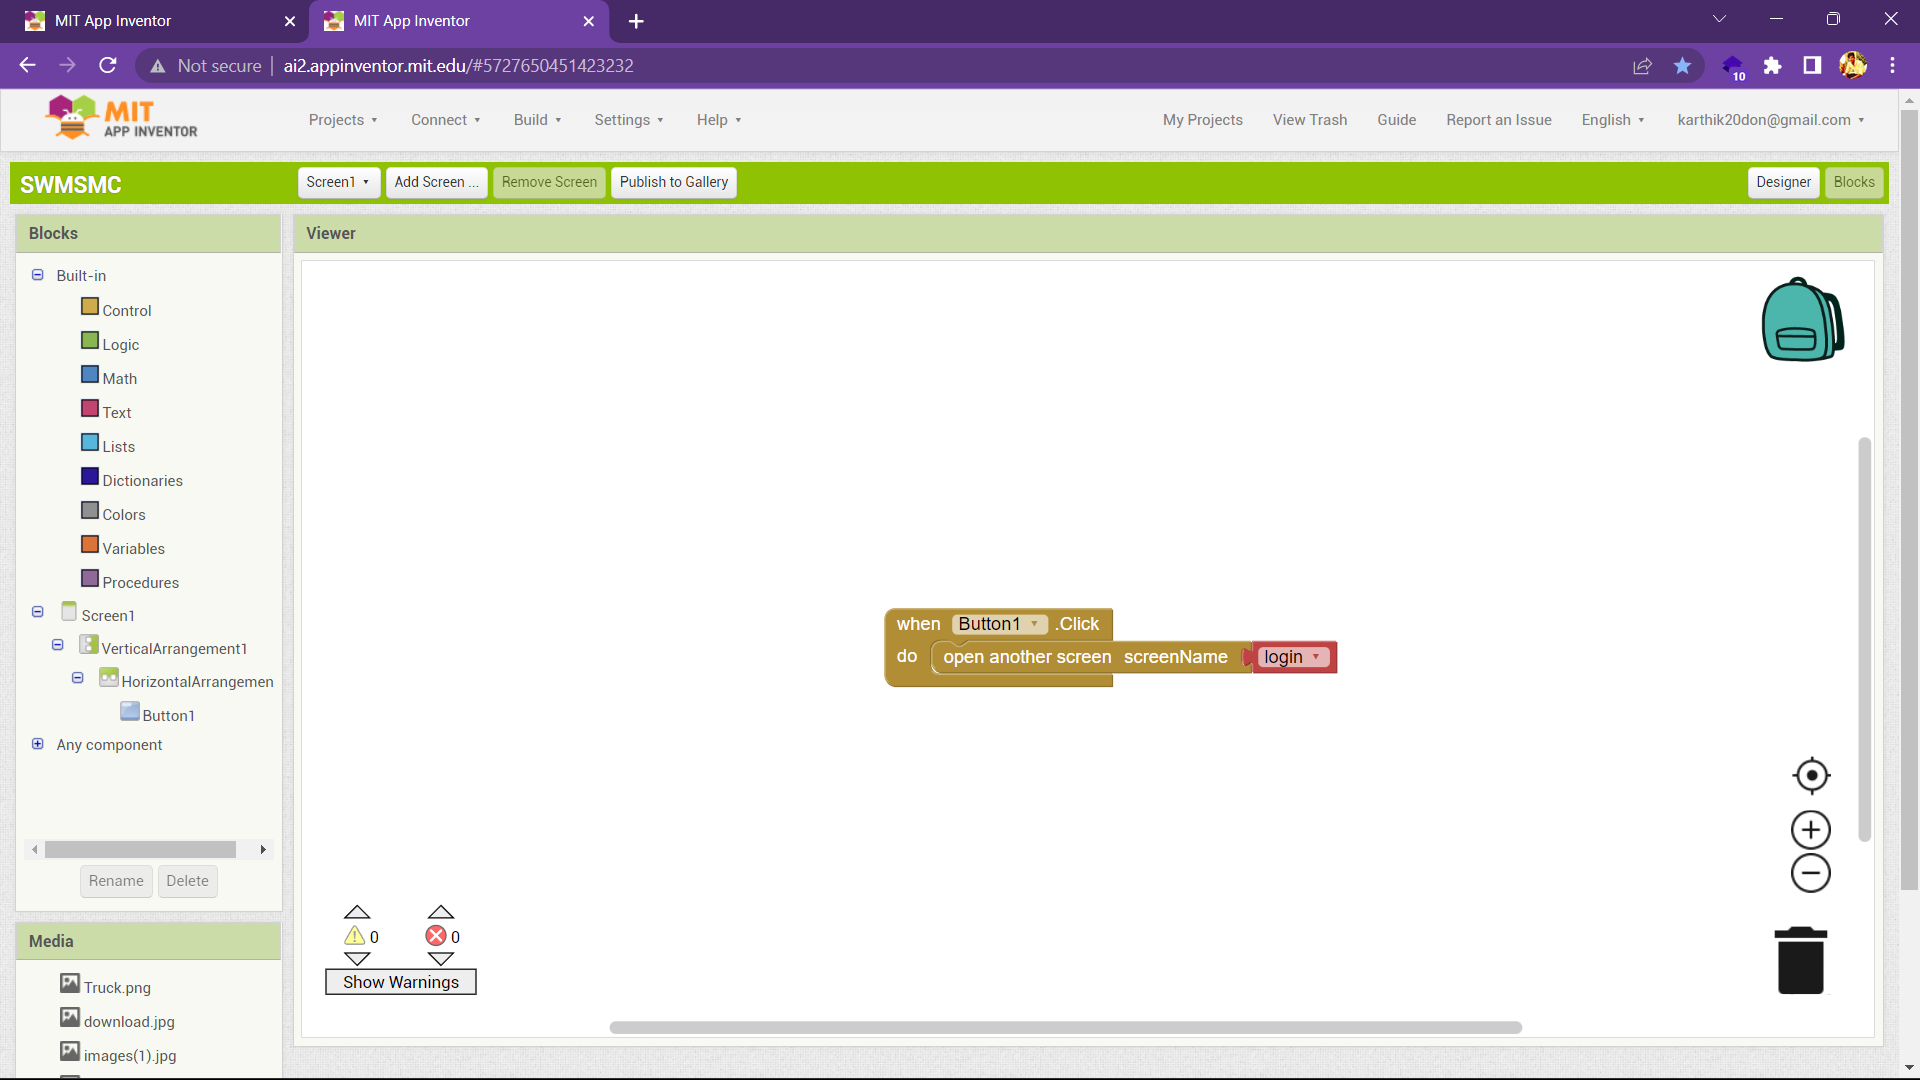 MIT App Inventor
MIT App Inventor
Not secure
ai2.appinventor.mit.edu/#5727650451423232
10
MIT
APP INVENTOR
Projects
Connect
Build
Settings
Help
My Projects
View Trash
Guide
Report an Issue
English
karthik20don@gmail.com
SWMSMC
Screen1
Add Screen ...
Remove Screen
Publish to Gallery
Designer
Blocks
Blocks
Built-in
Control
Logic
Math
Text
Lists
Dictionaries
Colors
Variables
Procedures
Screen1
VerticalArrangement1
HorizontalArrangemen
Button1
Any component
Rename
Delete
Media
Truck.png
download.jpg
images(1).jpg
Viewer
when Button1 .Click
do open another screen screenName login
0
0
Show Warnings